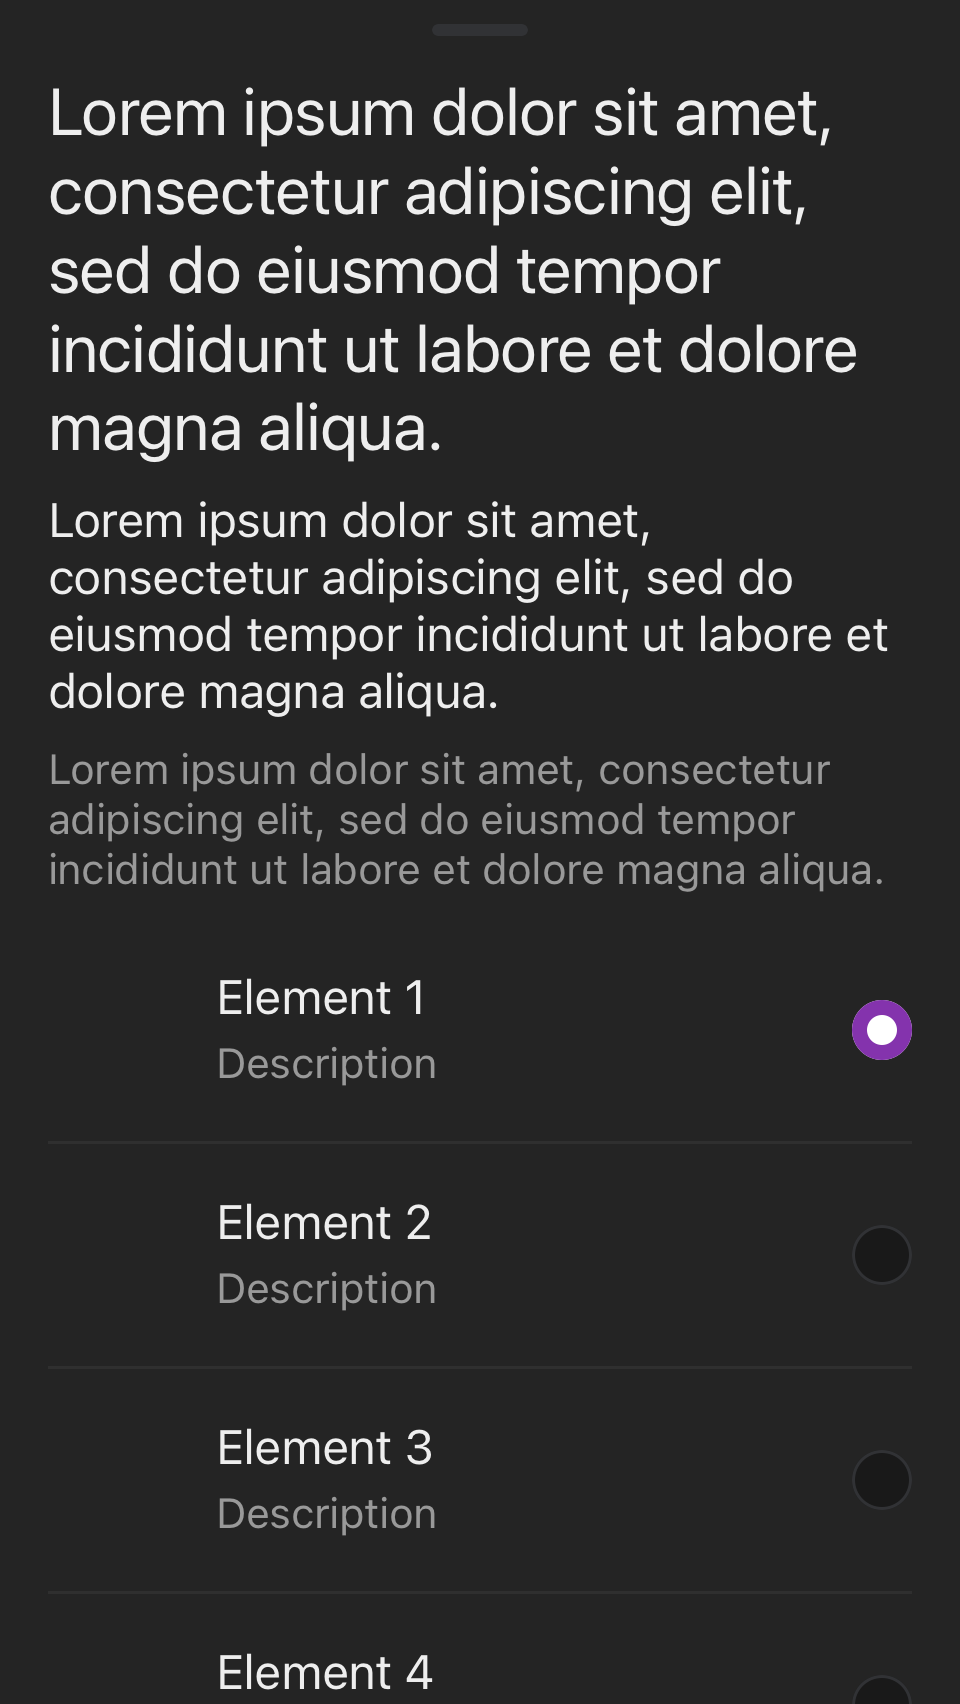 Lorem ipsum dolor sit amet,
consectetur adipiscing elit,
sed do eiusmod tempor
incididunt ut labore et dolore
magna aliqua.
Lorem ipsum dolor sit amet,
consectetur adipiscing elit, sed do
eiusmod tempor incididunt ut labore et
dolore magna aliqua.
Lorem ipsum dolor sit amet, consectetur
adipiscing elit, sed do eiusmod tempor
incididunt ut labore et dolore magna aliqua.
Element 1
Description
Element 2
Description
Element 3
Description
Element 4